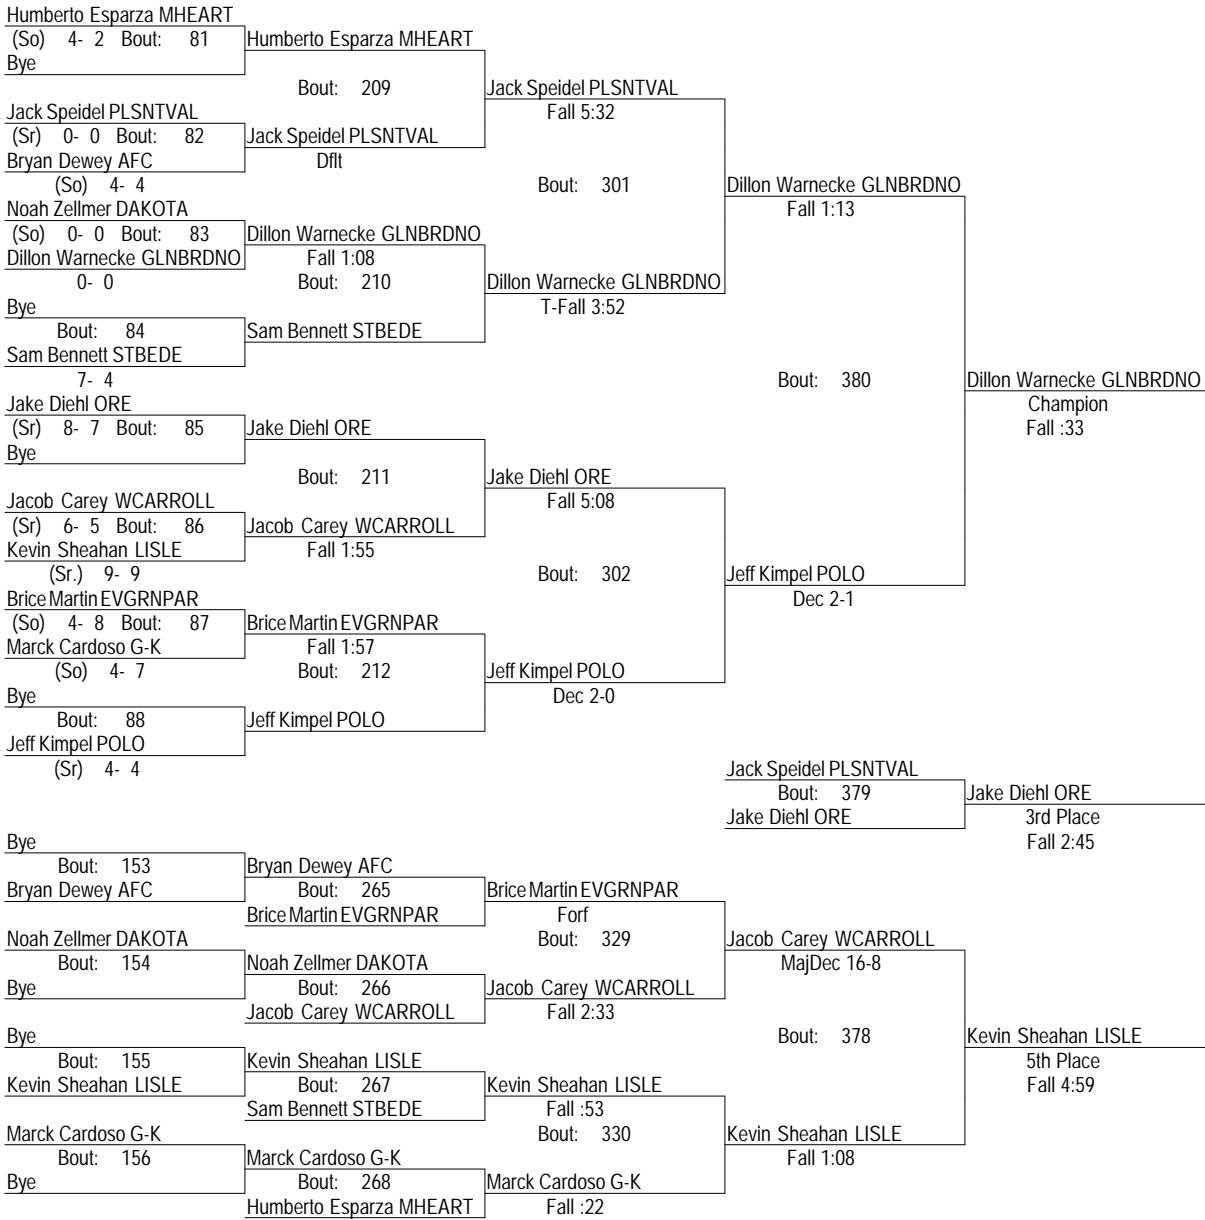 Humberto Esparza MHEART
(So) 4- 2 Bout: 81 Humberto Esparza MHEART
Bye
Bout: 209 Jack Speidel PLSNTVAL
Jack Speidel PLSNTVAL Fall 5:32
(Sr) 0- 0 Bout: 82 Jack Speidel PLSNTVAL
Bryan Dewey AFC Dflt
(So) 4- 4 Bout: 301 Dillon Warnecke GLNBRDNO
Noah Zellmer DAKOTA Fall 1:13
(So) 0- 0 Bout: 83 Dillon Warnecke GLNBRDNO
Dillon Warnecke GLNBRDNO Fall 1:08
0- 0 Bout: 210 Dillon Warnecke GLNBRDNO
Bye T-Fall 3:52
Bout: 84 Sam Bennett STBEDE
Sam Bennett STBEDE
7- 4 Bout: 380 Dillon Warnecke GLNBRDNO
Jake Diehl ORE Champion
(Sr) 8- 7 Bout: 85 Jake Diehl ORE Fall :33
Bye
Bout: 211 Jake Diehl ORE
Jacob Carey WCARROLL Fall 5:08
(Sr) 6- 5 Bout: 86 Jacob Carey WCARROLL
Kevin Sheahan LISLE Fall 1:55
(Sr.) 9- 9 Bout: 302 Jeff Kimpel POLO
Brice Martin EVGRNPAR Dec 2-1
(So) 4- 8 Bout: 87 Brice Martin EVGRNPAR
Marck Cardoso G-K Fall 1:57
(So) 4- 7 Bout: 212 Jeff Kimpel POLO
Bye Dec 2-0
Bout: 88 Jeff Kimpel POLO
Jeff Kimpel POLO
(Sr) 4- 4 Jack Speidel PLSNTVAL
Bout: 379 Jake Diehl ORE
Jake Diehl ORE 3rd Place
Bye Fall 2:45
Bout: 153 Bryan Dewey AFC
Bryan Dewey AFC Bout: 265 Brice Martin EVGRNPAR
Brice Martin EVGRNPAR Forf
Noah Zellmer DAKOTA Bout: 329 Jacob Carey WCARROLL
Bout: 154 Noah Zellmer DAKOTA MajDec 16-8
Bye Bout: 266 Jacob Carey WCARROLL
Jacob Carey WCARROLL Fall 2:33
Bye Bout: 378 Kevin Sheahan LISLE
Bout: 155 Kevin Sheahan LISLE 5th Place
Kevin Sheahan LISLE Bout: 267 Kevin Sheahan LISLE Fall 4:59
Sam Bennett STBEDE Fall :53
Marck Cardoso G-K Bout: 330 Kevin Sheahan LISLE
Bout: 156 Marck Cardoso G-K Fall 1:08
Bye Bout: 268 Marck Cardoso G-K
Humberto Esparza MHEART Fall :22